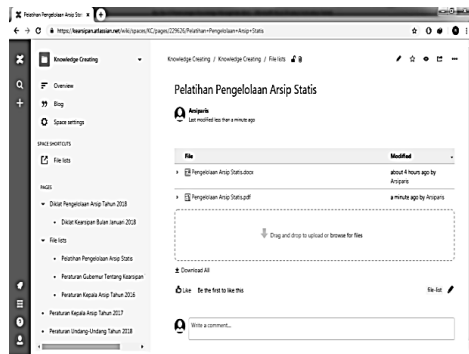 Pelatihan Pengelolaan Arsip Sta
https://kearsipan.atlassian.net/wiki/spaces/KC/pages/229626/Pelatihan+Pengelolaan+Arsip+Statis
Knowledge Creating
Overview
Blog
Space settings
SPACE SHORTCUTS
File lists
PAGES
Diklat Pengelolaan Arsip Tahun 2018
Diklat Kearsipan Bulan Januari 2018
File lists
Pelatihan Pengelolaan Arsip Statis
Peraturan Gubernur Tentang Kearsipan
Peraturan Kepala Arsip Tahun 2016
Peraturan Kepala Arsip Tahun 2017
Peraturan Undang-Undang Tahun 2018
Knowledge Creating / Knowledge Creating / File lists
Pelatihan Pengelolaan Arsip Statis
Arsiparis
Last modified less than a minute ago
File Modified
Pengelolaan Arsip Statis.docx about 4 hours ago by
Arsiparis
Pengelolaan Arsip Statis.pdf a minute ago by Arsiparis
Drag and drop to upload or browse for files
Download All
Like Be the first to like this file-list
Write a comment...